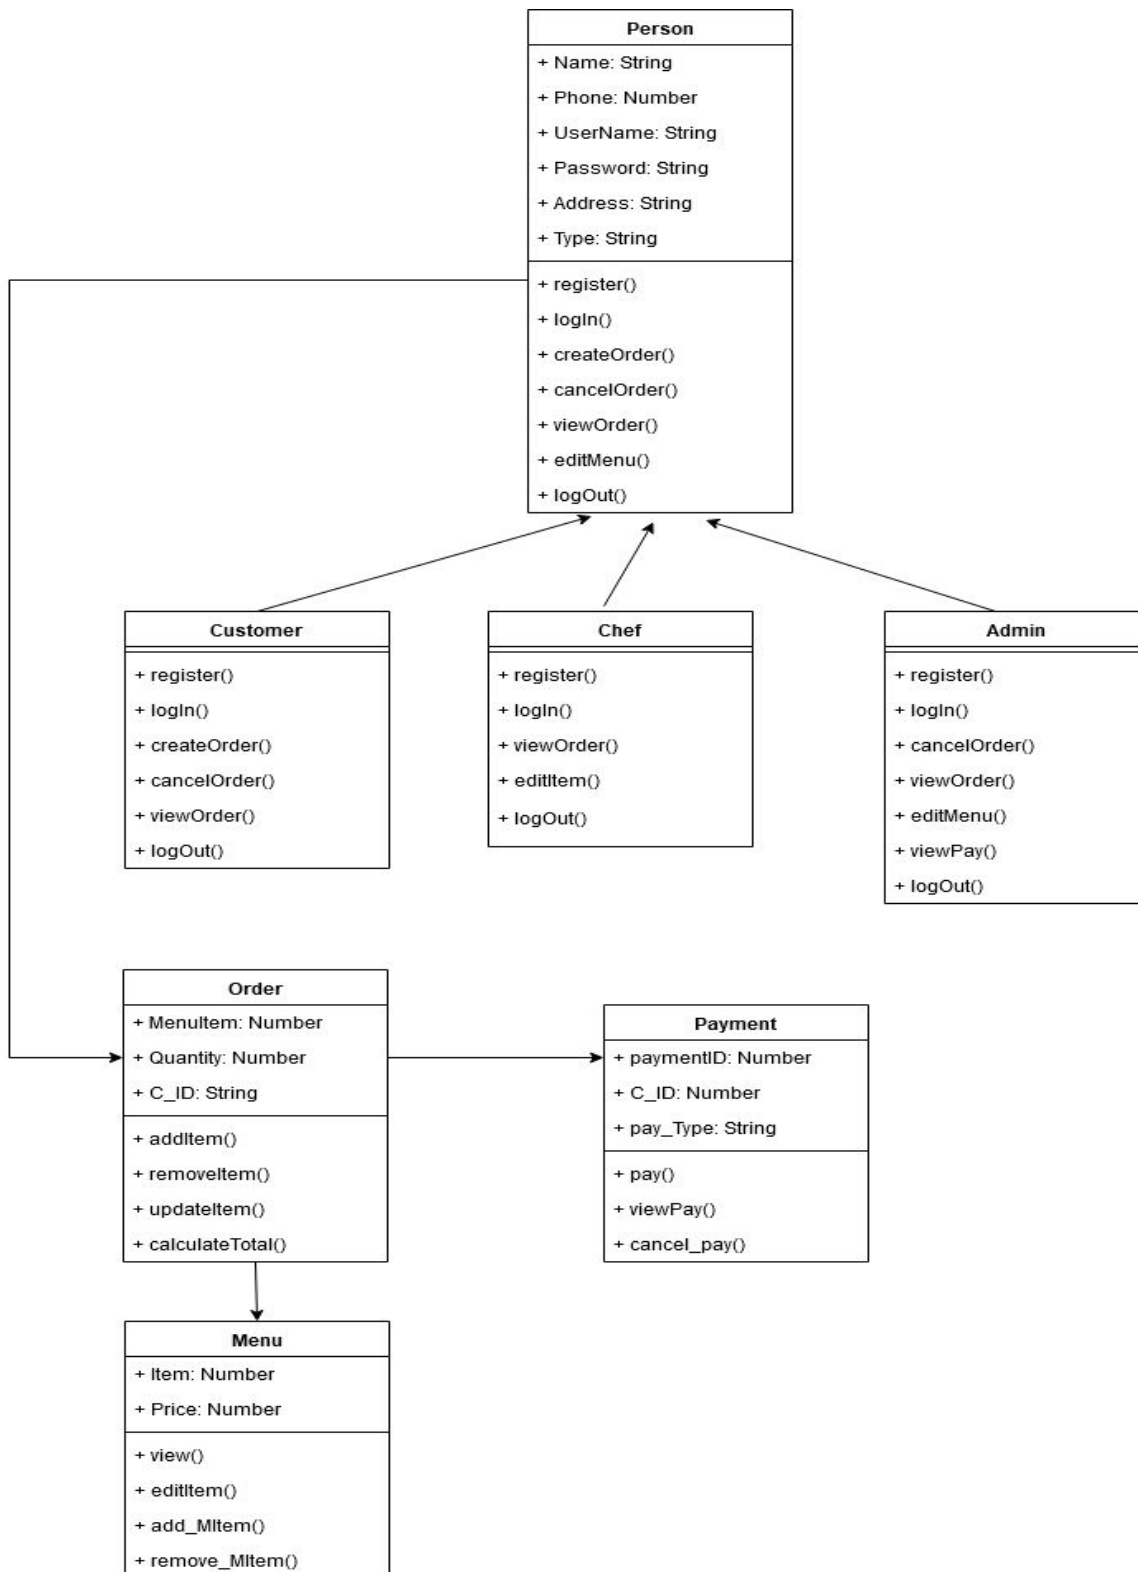 Person
+ Name: String
+ Phone: Number
+ UserName: String
+ Password: String
+ Address: String
+ Type: String
+ register()
+ logIn()
+ createOrder()
+ cancelOrder()
+ viewOrder()
+ editMenu()
+ logOut()
Customer
+ register()
+ logIn()
+ createOrder()
+ cancelOrder()
+ viewOrder()
+ logOut()
Chef
+ register()
+ logIn()
+ viewOrder()
+ editItem()
+ logOut()
Admin
+ register()
+ logIn()
+ cancelOrder()
+ viewOrder()
+ editMenu()
+ viewPay()
+ logOut()
Order
+ MenuItem: Number
+ Quantity: Number
+ C_ID: String
+ addItem()
+ removeItem()
+ updateItem()
+ calculateTotal()
Payment
+ paymentID: Number
+ C_ID: Number
+ pay_Type: String
+ pay()
+ viewPay()
+ cancel_pay()
Menu
+ Item: Number
+ Price: Number
+ view()
+ editItem()
+ add_MItem()
+ remove_MItem()